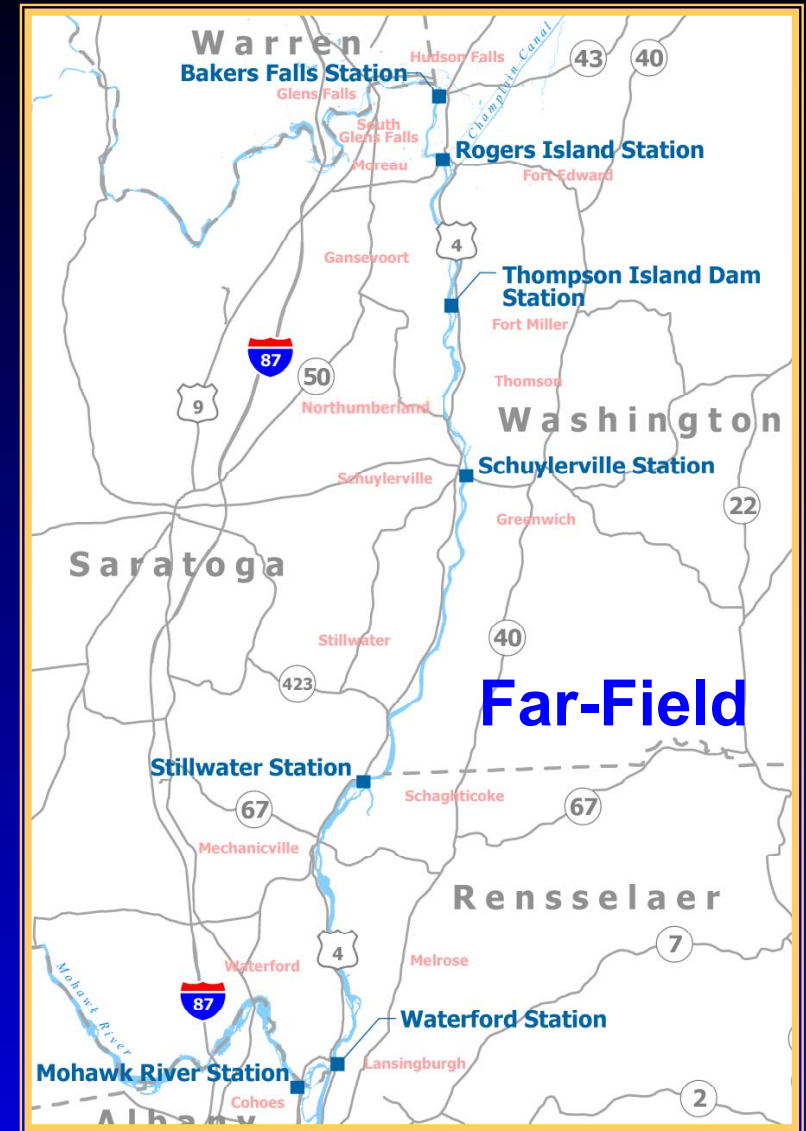 Warren
Hudson Falls
43
40
Bakers Falls Station
Glens Falls
Champlain Canal
South
Glens Falls
Rogers Island Station
Moreau
Fort Edward
4
Gansevoort
Thompson Island Dam
Station
Fort Miller
87
50
Thomson
9
Northumberland
Washington
Schuylerville Station
Schuylerville
22
Greenwich
Saratoga
40
Stillwater
423
Far-Field
Stillwater Station
Schaghticoke
67
67
Mechanicville
Rensselaer
4
7
Melrose
Waterford
Mohawk River
87
Waterford Station
Lansingburgh
Mohawk River Station
2
Cohoes
Albany